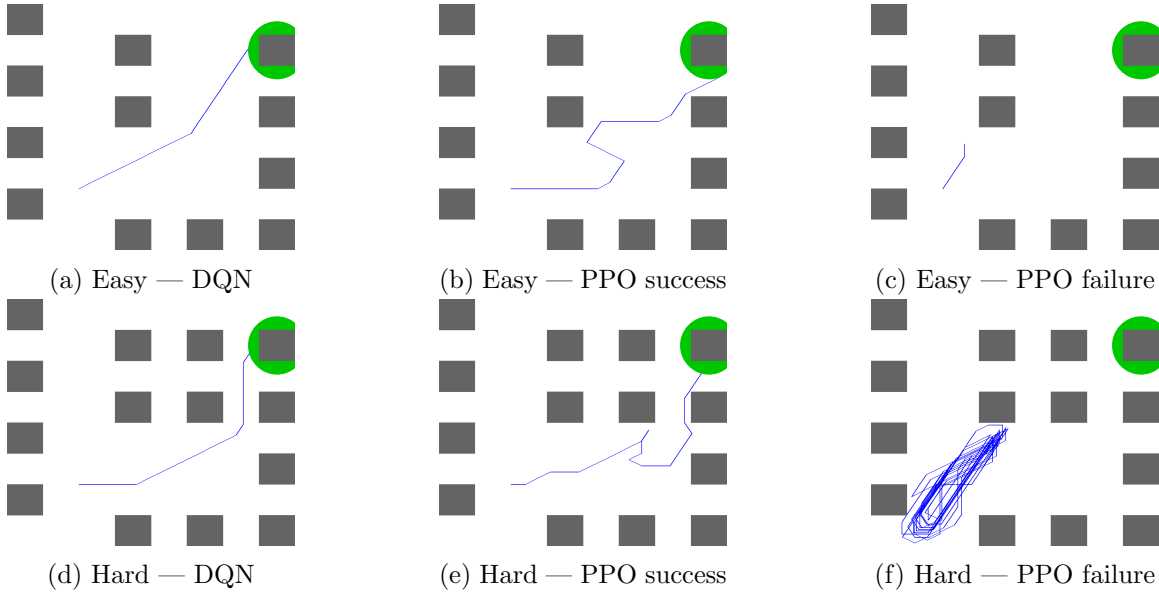 (a) Easy — DQN
(b) Easy — PPO success
(c) Easy — PPO failure
(d) Hard — DQN
(e) Hard — PPO success
(f) Hard — PPO failure